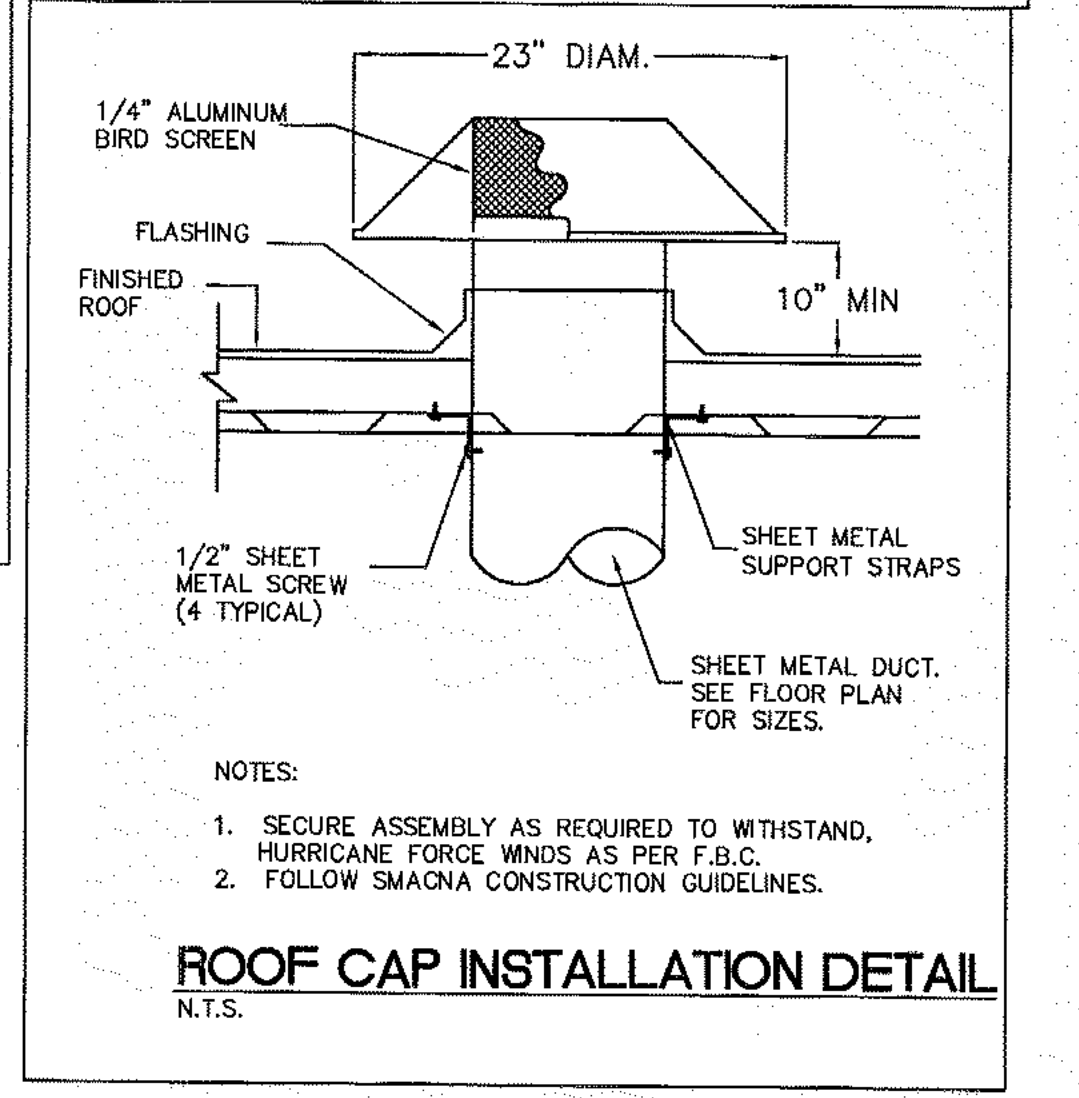 23" DIAM.
1/4" ALUMINUM
BIRD SCREEN
FLASHING
FINISHED
ROOF
10" MIN
1/2" SHEET
METAL SCREW
(4 TYPICAL)
SHEET METAL
SUPPORT STRAPS
SHEET METAL DUCT.
SEE FLOOR PLAN
FOR SIZES.
NOTES:
1. SECURE ASSEMBLY AS REQUIRED TO WITHSTAND,
HURRICANE FORCE WINDS AS PER F.B.C.
2. FOLLOW SMACNA CONSTRUCTION GUIDELINES.
ROOF CAP INSTALLATION DETAIL
N.T.S.